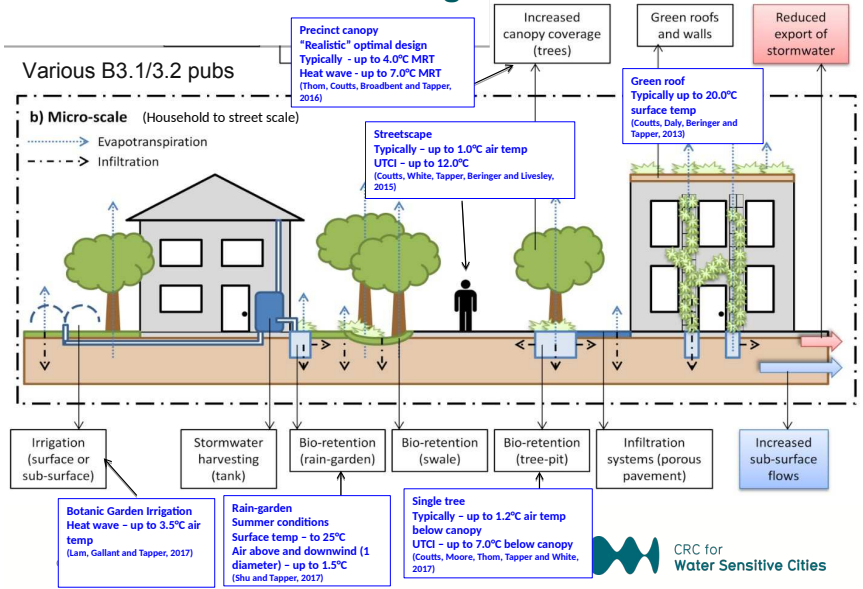 Precinct canopy
“Realistic” optimal design
Typically - up to 4.0°C MRT
Heat wave - up to 7.0°C MRT
(Thom, Coutts, Broadbent and Tapper,
2016)
Increased
canopy coverage
(trees)
Green roofs
and walls
Reduced
export of
stormwater
Various B3.1/3.2 pubs
Green roof
Typically up to 20.0°C
surface temp
(Coutts, Daly, Beringer and
Tapper, 2013)
b) Micro-scale (Household to street scale)
Evapotranspiration
Infiltration
Streetscape
Typically – up to 1.0°C air temp
UTCI – up to 12.0°C
(Coutts, White, Tapper, Beringer and Livesley,
2015)
Irrigation
(surface or
sub-surface)
Stormwater
harvesting
(tank)
Bio-retention
(rain-garden)
Bio-retention
(swale)
Bio-retention
(tree-pit)
Infiltration
systems (porous
pavement)
Increased
sub-surface
flows
Botanic Garden Irrigation
Heat wave – up to 3.5°C air
temp
(Lam, Gallant and Tapper, 2017)
Rain-garden
Summer conditions
Surface temp – to 25°C
Air above and downwind (1
diameter) – up to 1.5°C
(Shu and Tapper, 2017)
Single tree
Typically – up to 1.2°C air temp
below canopy
UTCI – up to 7.0°C below canopy
(Coutts, Moore, Thom, Tapper and White,
2017)
CRC for
Water Sensitive Cities